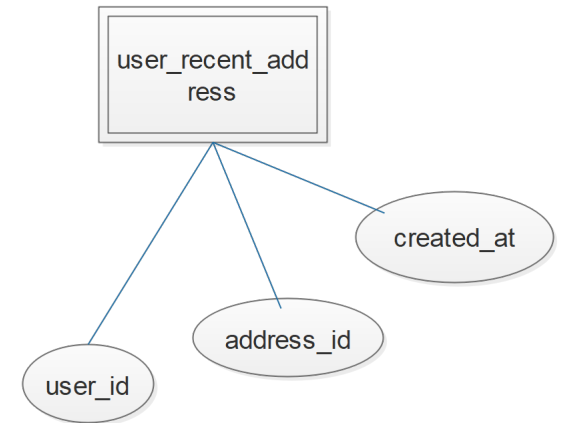 user_recent_add
ress
created_at
address_id
user_id